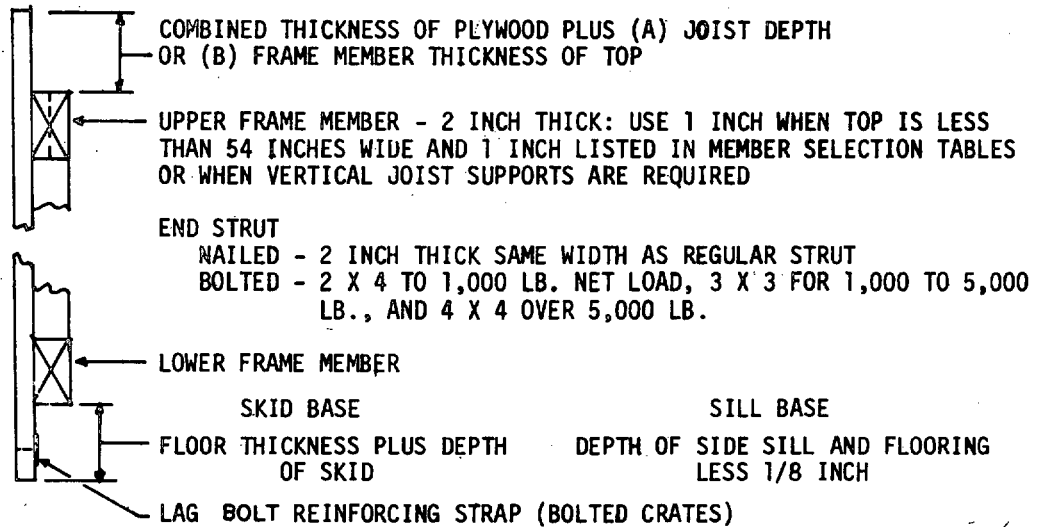 COMBINED THICKNESS OF PLYWOOD PLUS (A) JOIST DEPTH
OR (B) FRAME MEMBER THICKNESS OF TOP
UPPER FRAME MEMBER - 2 INCH THICK: USE 1 INCH WHEN TOP IS LESS
THAN 54 INCHES WIDE AND 1 INCH LISTED IN MEMBER SELECTION TABLES
OR WHEN VERTICAL JOIST SUPPORTS ARE REQUIRED
END STRUT
NAILED - 2 INCH THICK SAME WIDTH AS REGULAR STRUT
BOLTED - 2 X 4 TO 1,000 LB. NET LOAD, 3 X 3 FOR 1,000 TO 5,000
LB., AND 4 X 4 OVER 5,000 LB.
LOWER FRAME MEMBER
SKID BASE SILL BASE
FLOOR THICKNESS PLUS DEPTH DEPTH OF SIDE SILL AND FLOORING
OF SKID LESS 1/8 INCH
LAG BOLT REINFORCING STRAP (BOLTED CRATES)